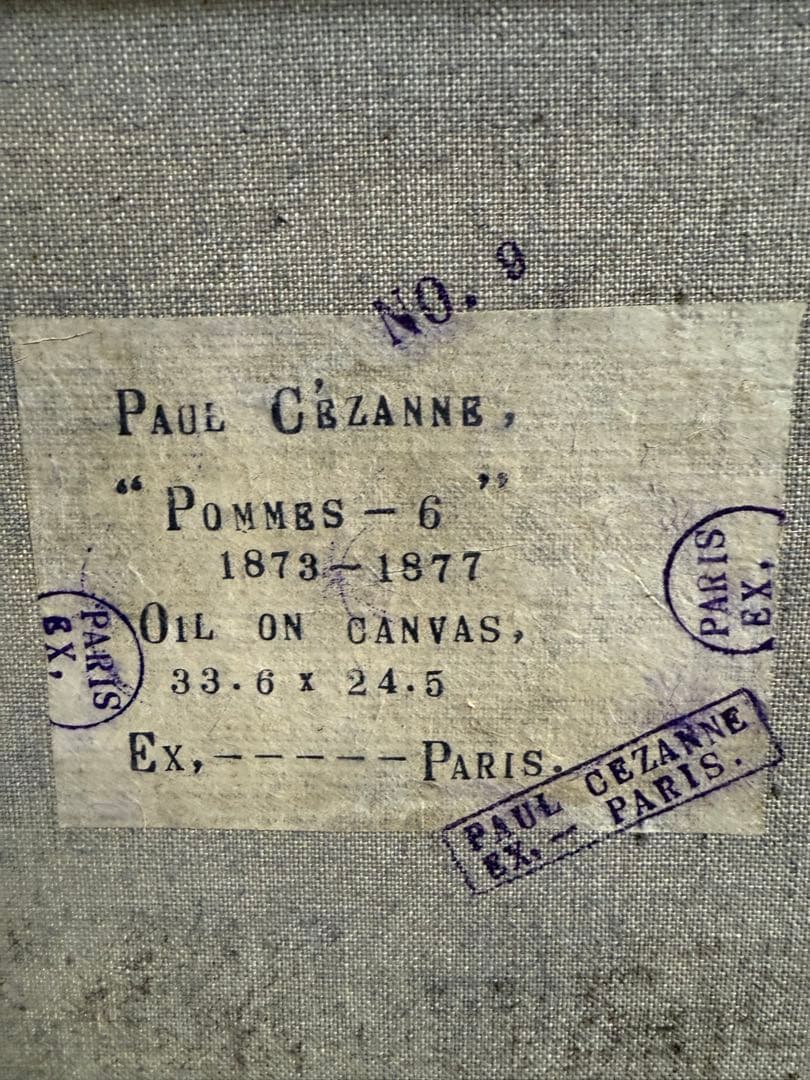 NO. 9
PAUL CÉZANNE,
“ POMMES — 6 ”
1873—1877
OIL ON CANVAS,
33.6 x 24.5
EX,————— PARIS.
PARIS
EX,
PARIS
EX,
PAUL CÉZANNE
EX,— PARIS.